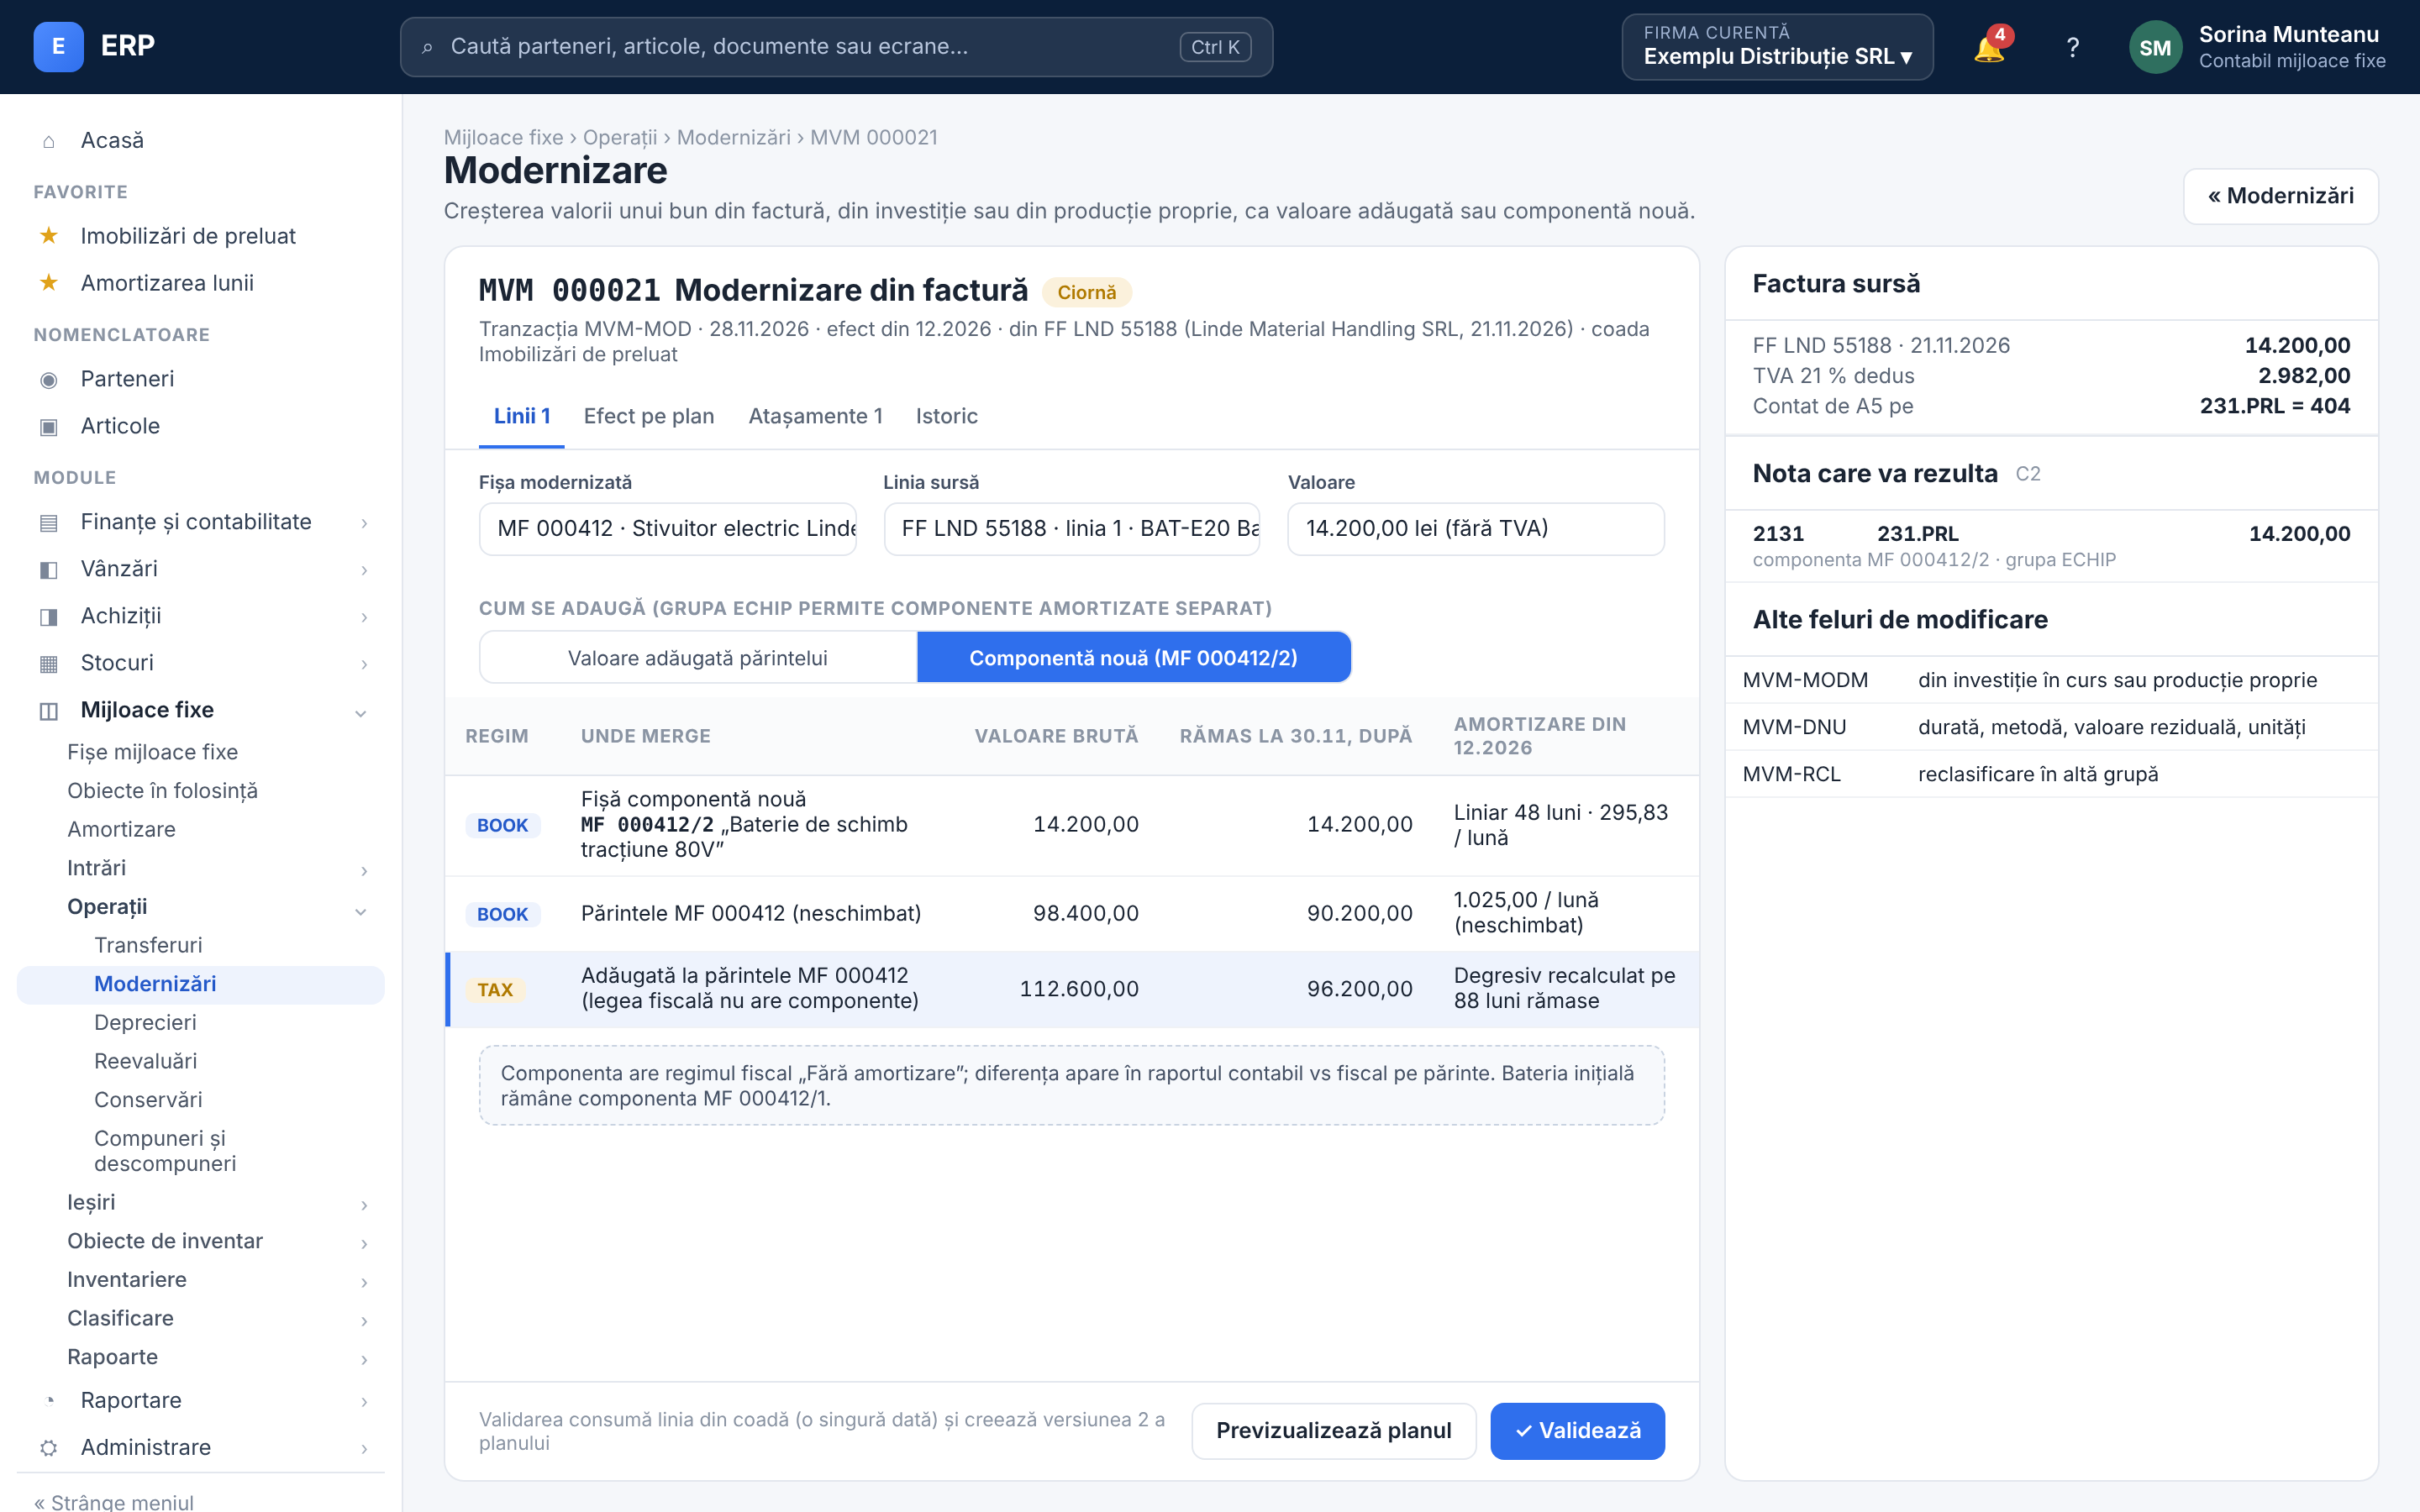 E ERP
Caută parteneri, articole, documente sau ecrane... Ctrl K
FIRMA CURENTĂ
Exemplu Distribuție SRL ▾
4
?
SM
Sorina Munteanu
Contabil mijloace fixe
Acasă
FAVORITE
★ Imobilizări de preluat
★ Amortizarea lunii
NOMENCLATOARE
Parteneri
Articole
MODULE
Finanțe și contabilitate ›
Vânzări ›
Achiziții ›
Stocuri ›
Mijloace fixe
Fișe mijloace fixe
Obiecte în folosință
Amortizare
Intrări ›
Operații
Transferuri
Modernizări
Deprecieri
Reevaluări
Conservări
Compuneri și
descompuneri
Ieșiri ›
Obiecte de inventar ›
Inventariere ›
Clasificare ›
Rapoarte ›
Raportare ›
Administrare ›
« Strânge meniul
Mijloace fixe › Operații › Modernizări › MVM 000021
Modernizare
Creșterea valorii unui bun din factură, din investiție sau din producție proprie, ca valoare adăugată sau componentă nouă.
« Modernizări
MVM 000021 Modernizare din factură Ciornă
Tranzacția MVM-MOD · 28.11.2026 · efect din 12.2026 · din FF LND 55188 (Linde Material Handling SRL, 21.11.2026) · coada
Imobilizări de preluat
Linii 1 Efect pe plan Atașamente 1 Istoric
Fișa modernizată Linia sursă Valoare
MF 000412 · Stivuitor electric Linde FF LND 55188 · linia 1 · BAT-E20 Ba 14.200,00 lei (fără TVA)
CUM SE ADAUGĂ (GRUPA ECHIP PERMITE COMPONENTE AMORTIZATE SEPARAT)
Valoare adăugată părintelui Componentă nouă (MF 000412/2)
REGIM UNDE MERGE VALOARE BRUTĂ RĂMAS LA 30.11, DUPĂ AMORTIZARE DIN
12.2026
Fișă componentă nouă
BOOK MF 000412/2 „Baterie de schimb 14.200,00 14.200,00 Liniar 48 luni · 295,83
tracțiune 80V” / lună
BOOK Părintele MF 000412 (neschimbat) 98.400,00 90.200,00 1.025,00 / lună
(neschimbat)
TAX Adăugată la părintele MF 000412 112.600,00 96.200,00 Degresiv recalculat pe
(legea fiscală nu are componente) 88 luni rămase
Componenta are regimul fiscal „Fără amortizare”; diferența apare în raportul contabil vs fiscal pe părinte. Bateria inițială
rămâne componenta MF 000412/1.
Validarea consumă linia din coadă (o singură dată) și creează versiunea 2 a
planului
Previzualizează planul ✓ Validează
Factura sursă
FF LND 55188 · 21.11.2026 14.200,00
TVA 21 % dedus 2.982,00
Contat de A5 pe 231.PRL = 404
Nota care va rezulta C2
2131 231.PRL 14.200,00
componenta MF 000412/2 · grupa ECHIP
Alte feluri de modificare
MVM-MODM din investiție în curs sau producție proprie
MVM-DNU durată, metodă, valoare reziduală, unități
MVM-RCL reclasificare în altă grupă